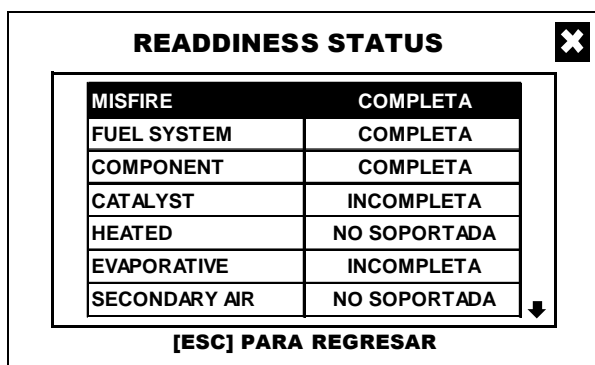 READDINESS STATUS
MISFIRE COMPLETA
FUEL SYSTEM COMPLETA
COMPONENT COMPLETA
CATALYST INCOMPLETA
HEATED NO SOPORTADA
EVAPORATIVE INCOMPLETA
SECONDARY AIR NO SOPORTADA
[ESC] PARA REGRESAR